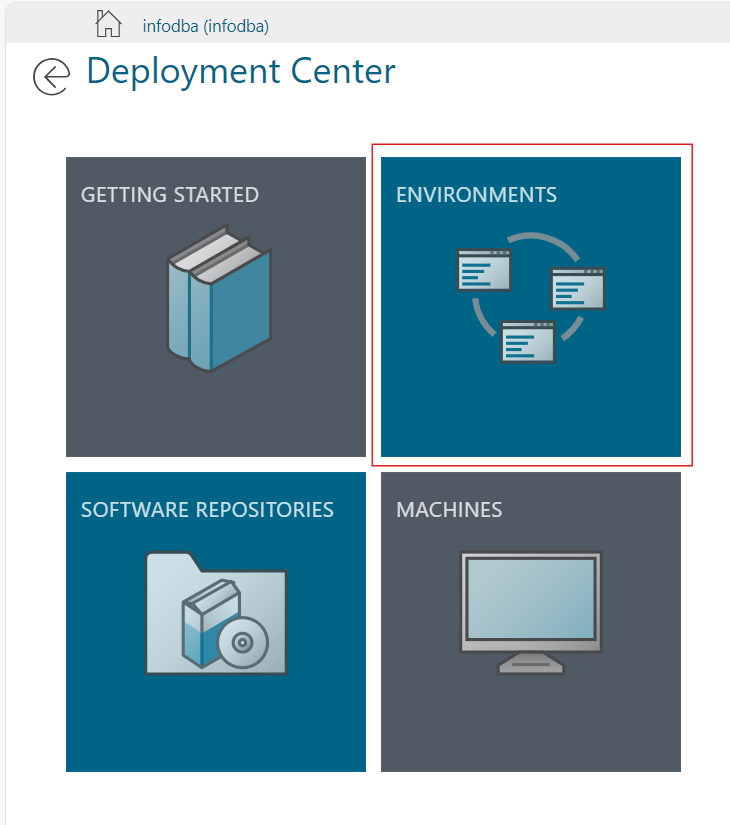 infodba (infodba)
Deployment Center
GETTING STARTED
ENVIRONMENTS
SOFTWARE REPOSITORIES
MACHINES